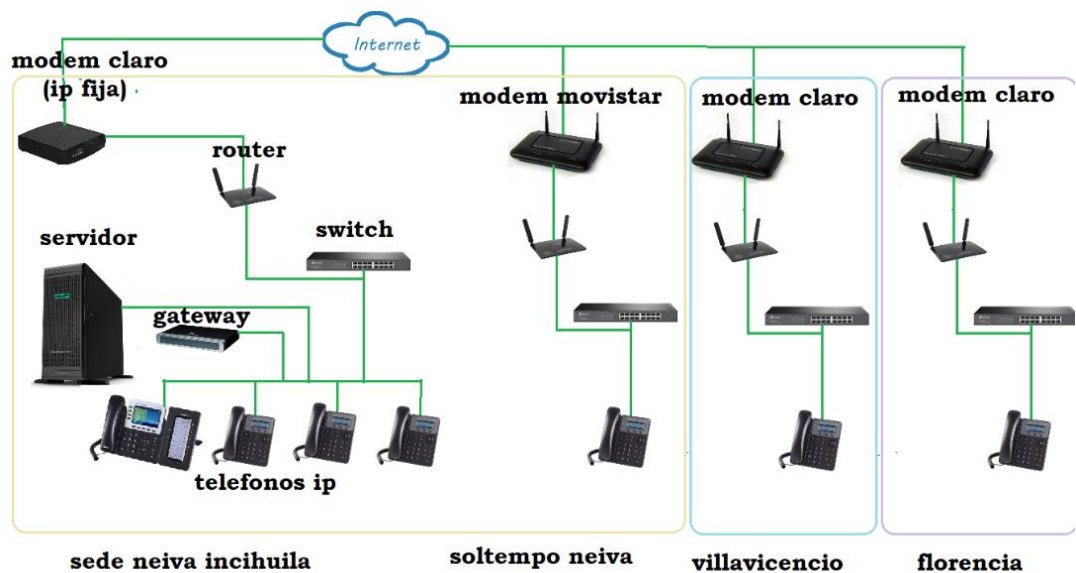 Internet
modem claro
(ip fija)
modem movistar
modem claro
modem claro
router
servidor
switch
gateway
telefonos ip
sede neiva incihuila
soltempo neiva
villavicencio
florencia